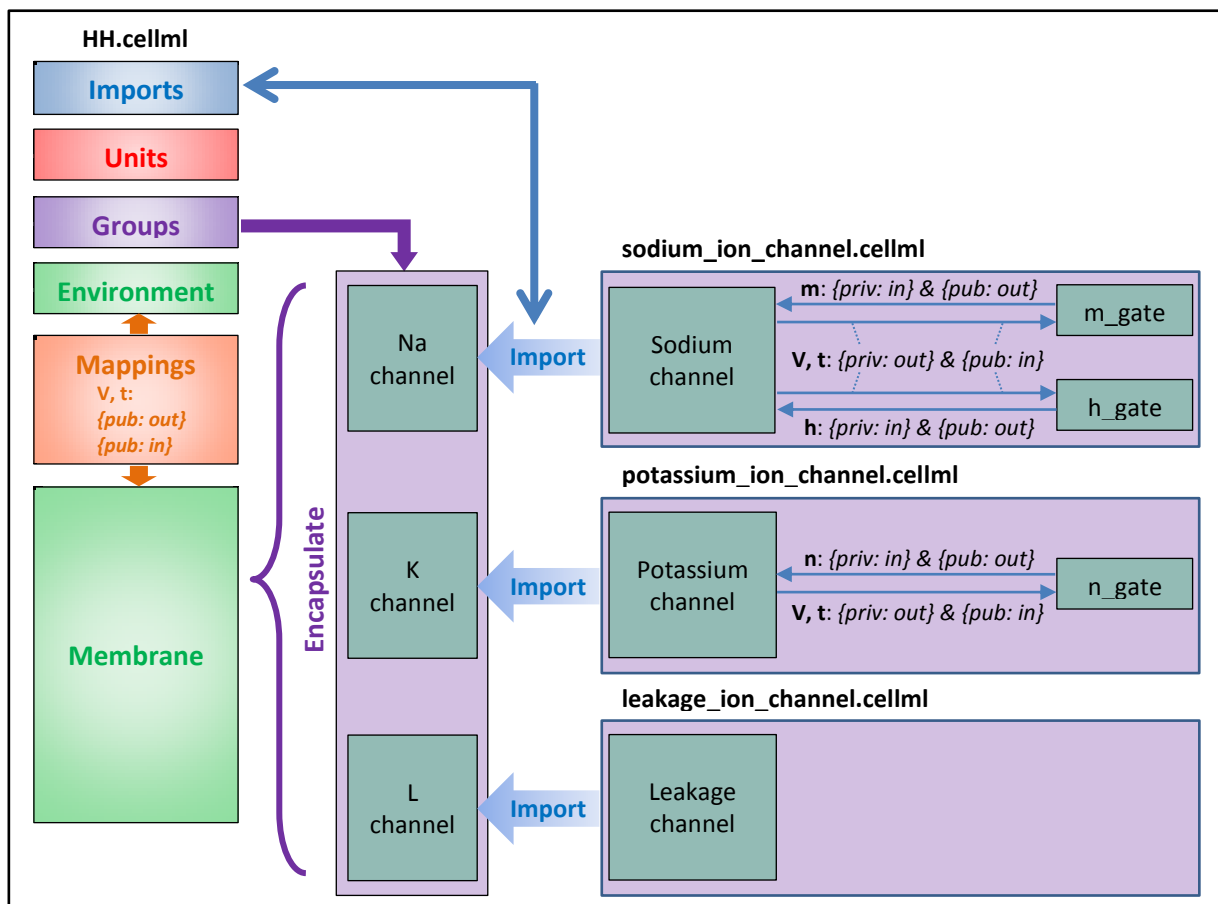 HH.cellml
Imports
Units
Groups
Environment
Mappings
V, t:
{pub: out}
{pub: in}
Membrane
Encapsulate
Na
channel
K
channel
L
channel
Import
Import
Import
sodium_ion_channel.cellml
Sodium
channel
m: {priv: in} & {pub: out}
m_gate
V, t: {priv: out} & {pub: in}
h_gate
h: {priv: in} & {pub: out}
potassium_ion_channel.cellml
Potassium
channel
n: {priv: in} & {pub: out}
n_gate
V, t: {priv: out} & {pub: in}
leakage_ion_channel.cellml
Leakage
channel